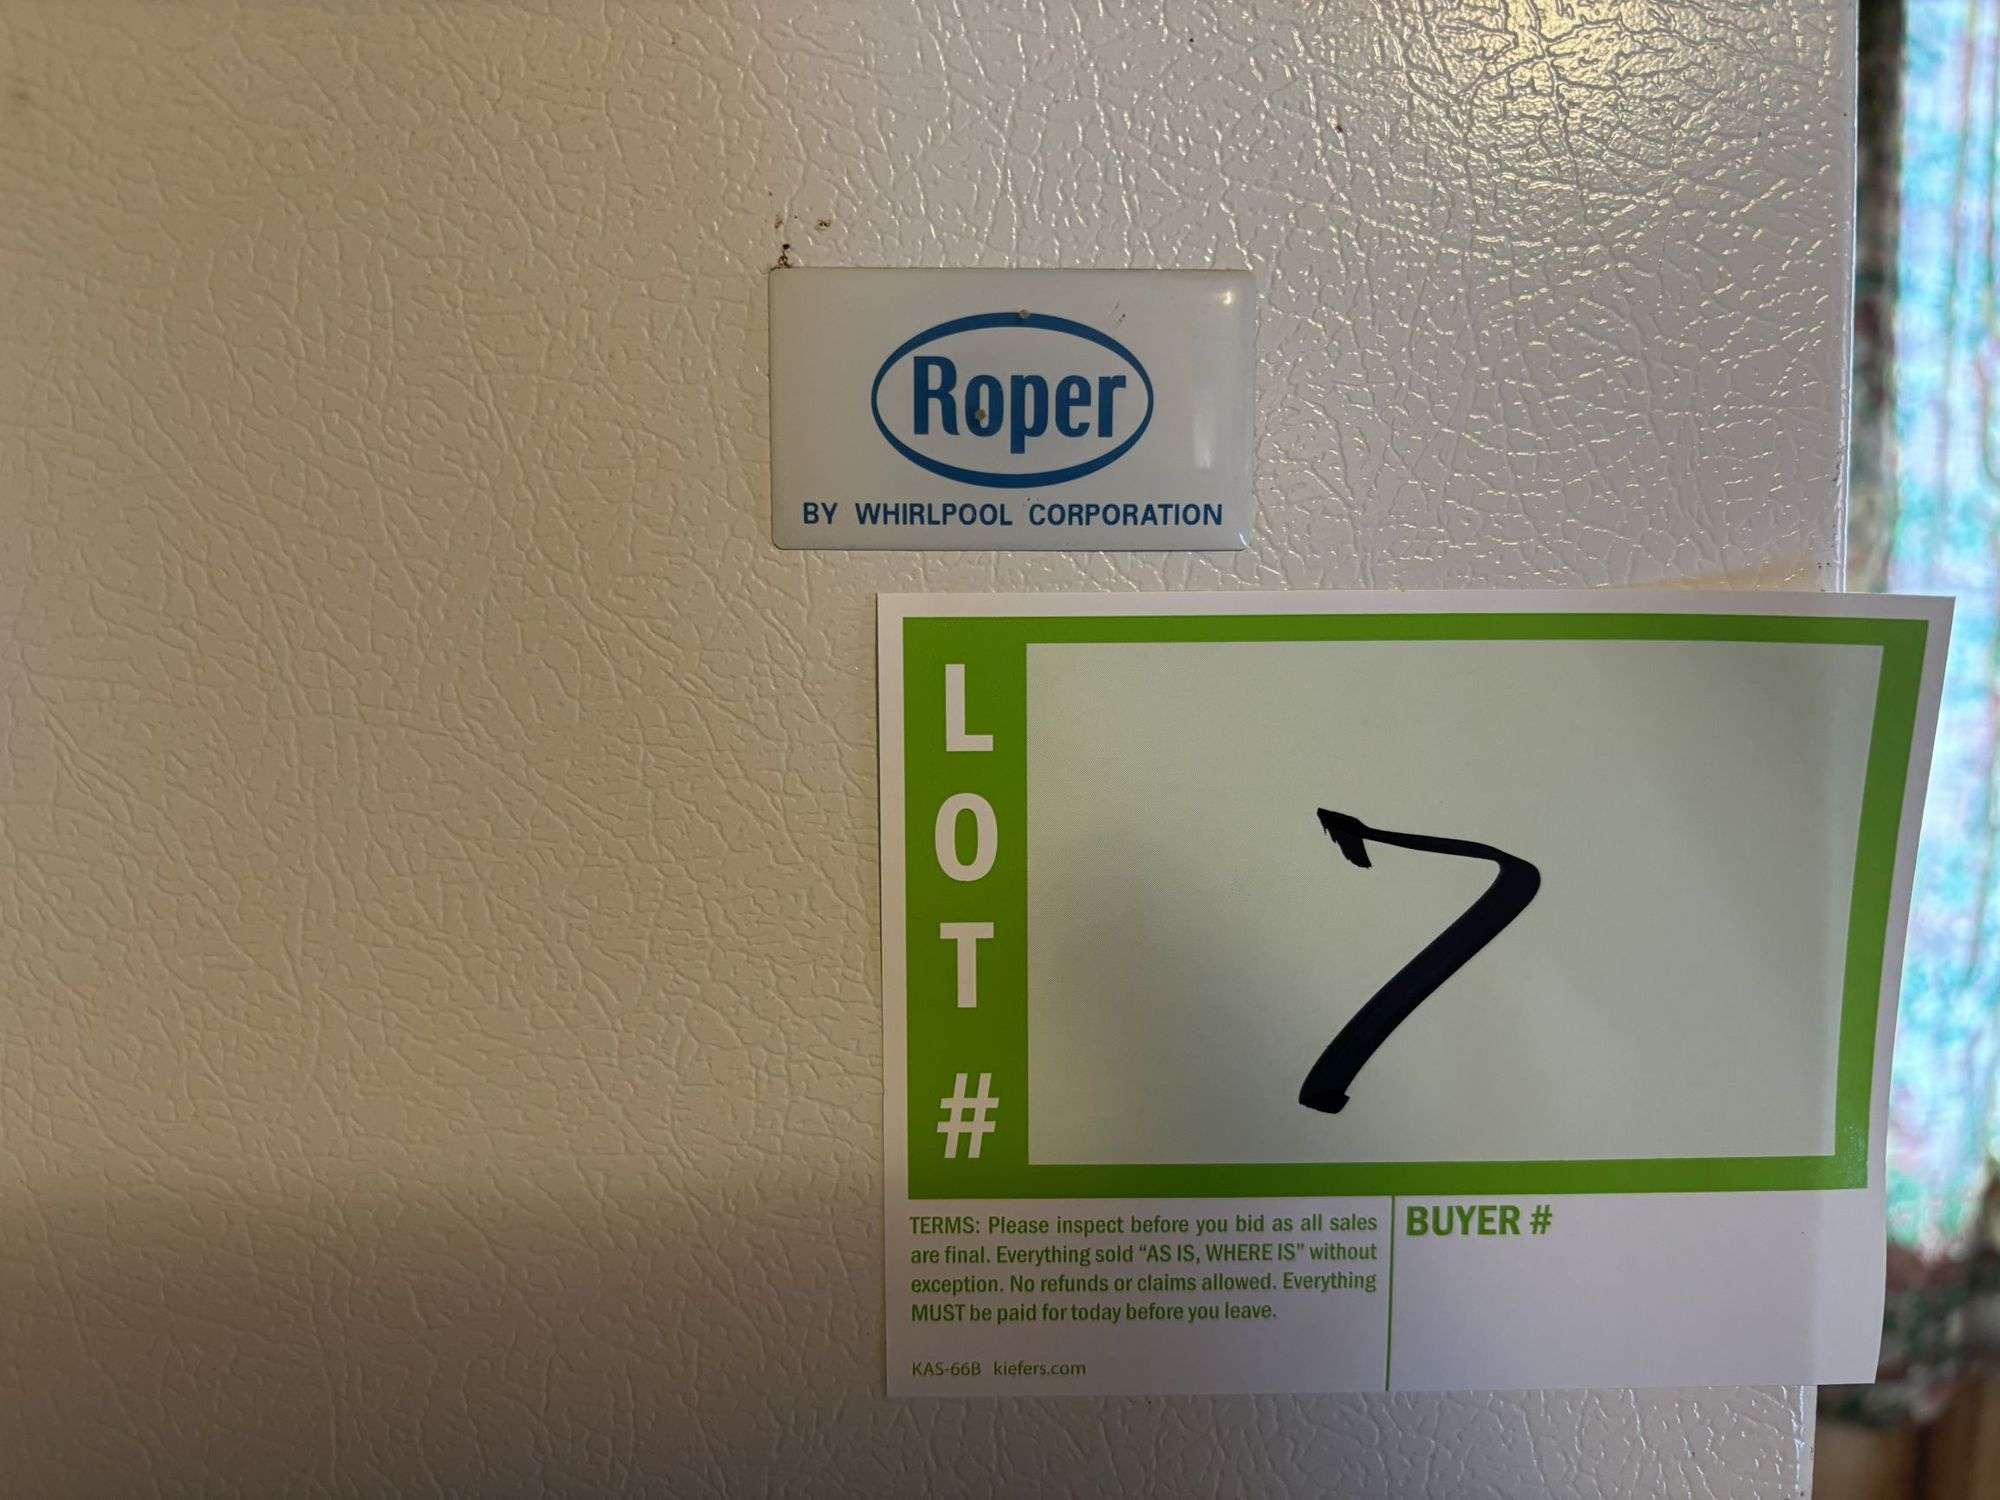 Roper
BY WHIRLPOOL CORPORATION
LOT #
7
TERMS: Please inspect before you bid as all sales
are final. Everything sold “AS IS, WHERE IS” without
exception. No refunds or claims allowed. Everything
MUST be paid for today before you leave.
KAS-66B kiefers.com
BUYER #